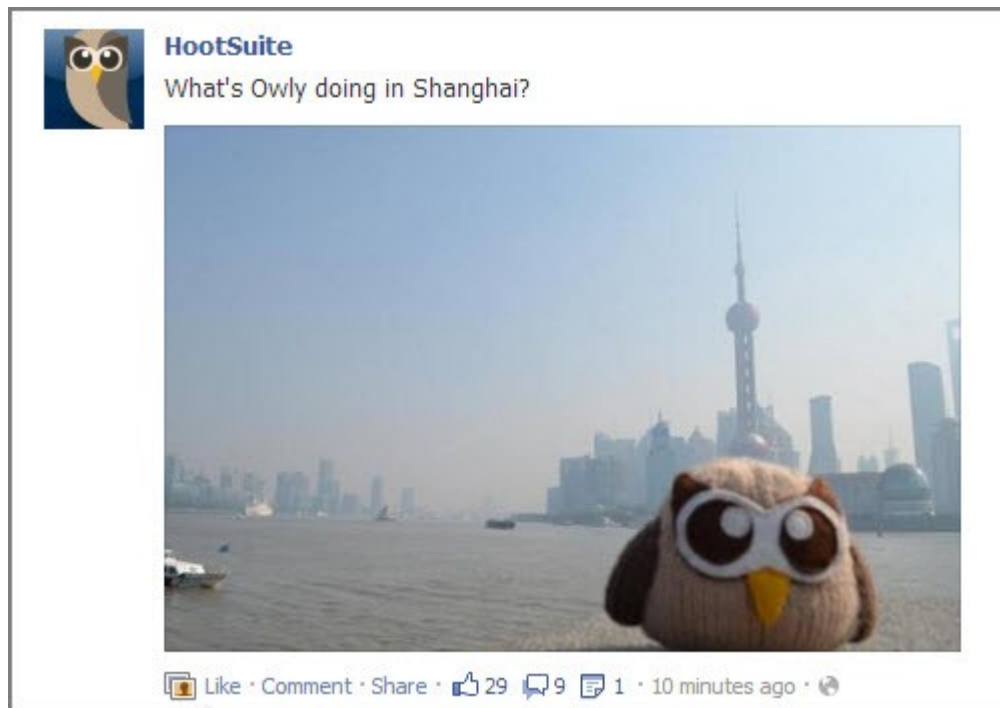 HootSuite
What's Owly doing in Shanghai?
Like · Comment · Share · 29 9 1 · 10 minutes ago ·